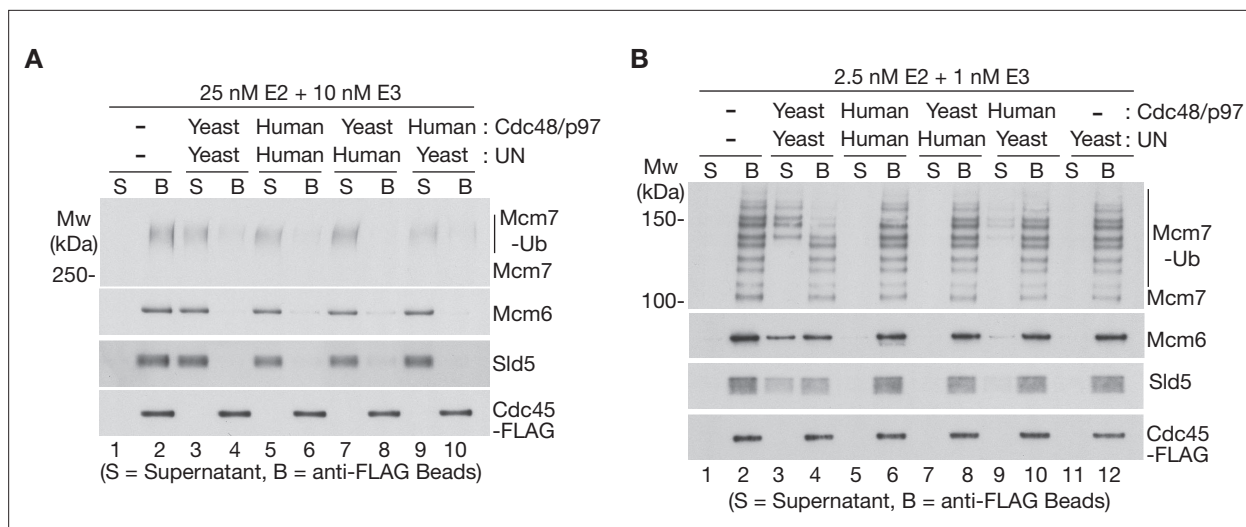 A
25 nM E2 + 10 nM E3
– Yeast Human Yeast Human : Cdc48/p97
– Yeast Human Human Yeast : UN
S B S B S B S B S B
Mw
(kDa)
250-
Mcm7
-Ub
Mcm7
Mcm6
Sld5
Cdc45
-FLAG
1 2 3 4 5 6 7 8 9 10
(S = Supernatant, B = anti-FLAG Beads)
B
2.5 nM E2 + 1 nM E3
– Yeast Human Yeast Human – : Cdc48/p97
– Yeast Human Human Yeast Yeast : UN
S B S B S B S B S B S B
Mw
(kDa)
150-
100-
Mcm7
-Ub
Mcm7
Mcm6
Sld5
Cdc45
-FLAG
1 2 3 4 5 6 7 8 9 10 11 12
(S = Supernatant, B = anti-FLAG Beads)